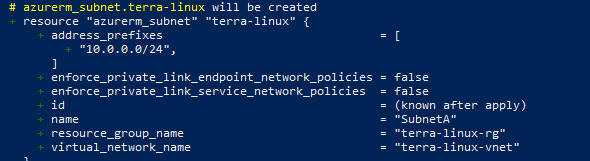 # azurerm_subnet.terra-linux will be created
+ resource "azurerm_subnet" "terra-linux" {
+ address_prefixes = [
+ "10.0.0.0/24",
]
+ enforce_private_link_endpoint_network_policies = false
+ enforce_private_link_service_network_policies = false
+ id = (known after apply)
+ name = "SubnetA"
+ resource_group_name = "terra-linux-rg"
+ virtual_network_name = "terra-linux-vnet"
}